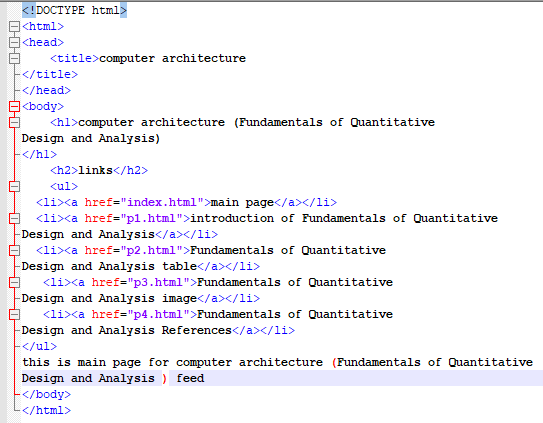 <!DOCTYPE html>
<html>
<head>
<title>computer architecture
</title>
</head>
<body>
<h1>computer architecture (Fundamentals of Quantitative
Design and Analysis)
</h1>
<h2>links</h2>
<ul>
<li><a href="index.html">main page</a></li>
<li><a href="p1.html">introduction of Fundamentals of Quantitative
Design and Analysis</a></li>
<li><a href="p2.html">Fundamentals of Quantitative
Design and Analysis table</a></li>
<li><a href="p3.html">Fundamentals of Quantitative
Design and Analysis image</a></li>
<li><a href="p4.html">Fundamentals of Quantitative
Design and Analysis References</a></li>
</ul>
this is main page for computer architecture (Fundamentals of Quantitative
Design and Analysis ) feed
</body>
</html>